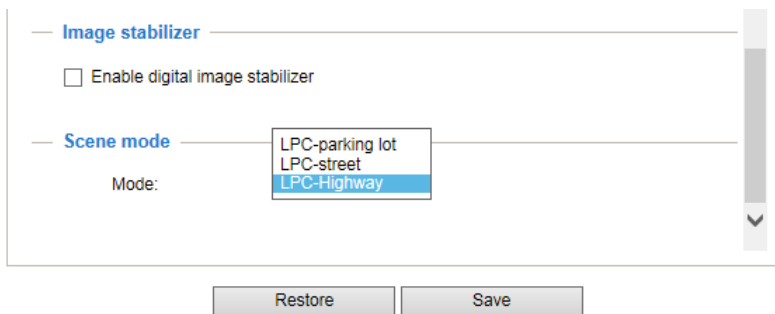 Image stabilizer
Enable digital image stabilizer
Scene mode
LPC-parking lot
LPC-street
Mode:
LPC-Highway
Restore
Save